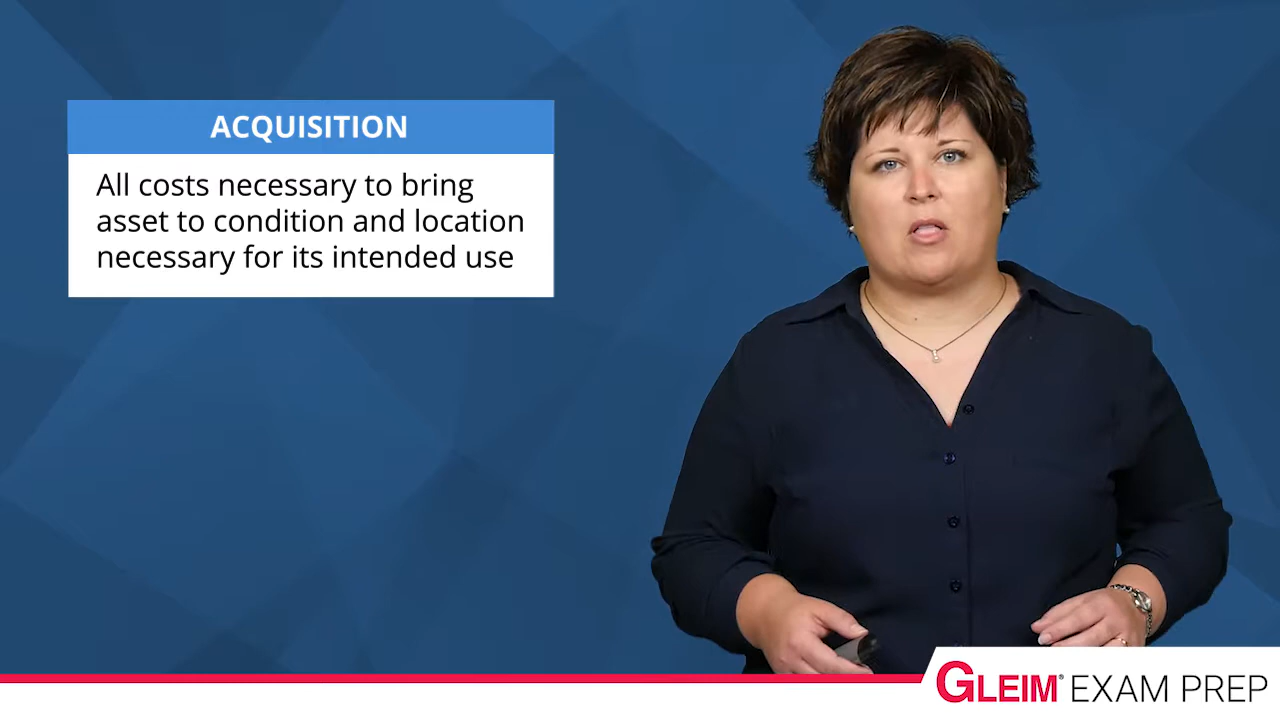 ACQUISITION
All costs necessary to bring
asset to condition and location
necessary for its intended use
GLEIM® EXAM PREP